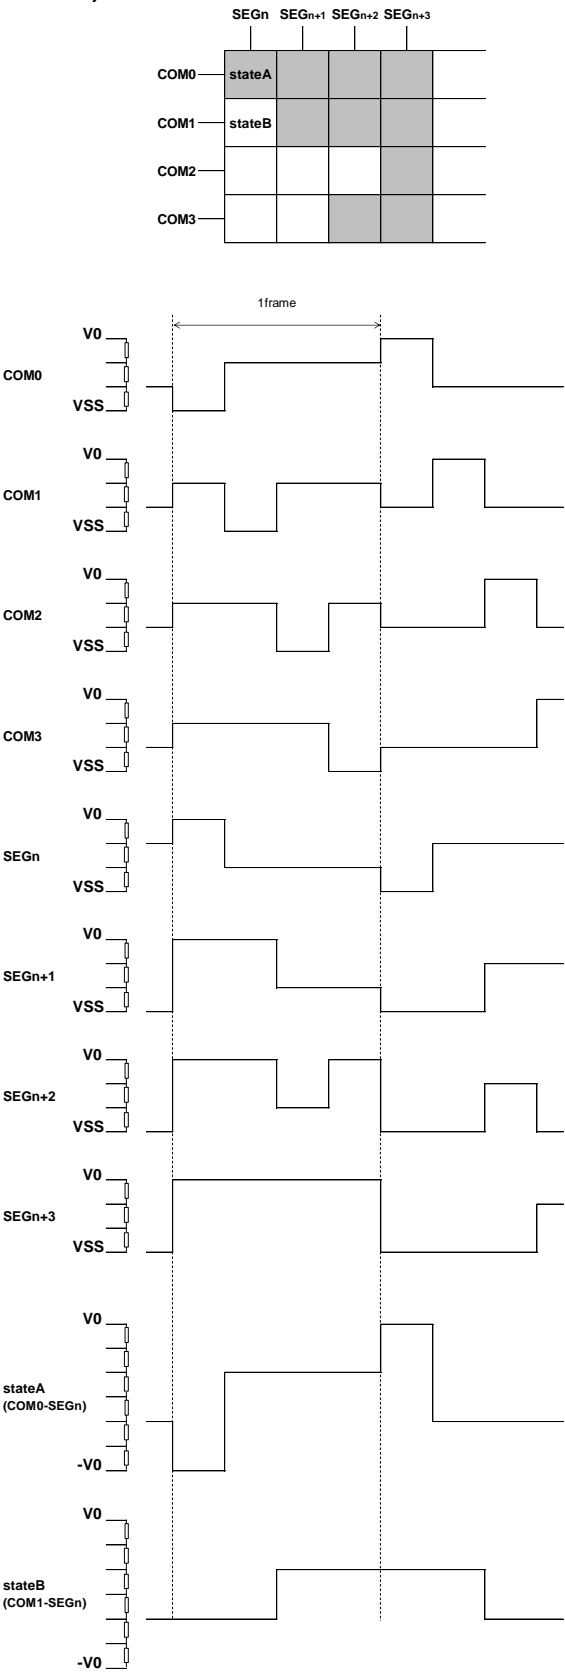 SEGn SEGn+1 SEGn+2 SEGn+3
COM0 stateA
COM1 stateB
COM2
COM3
1frame
V0
COM0
VSS
V0
COM1
VSS
V0
COM2
VSS
V0
COM3
VSS
V0
SEGn
VSS
V0
SEGn+1
VSS
V0
SEGn+2
VSS
V0
SEGn+3
VSS
V0
stateA
(COM0-SEGn)
-V0
V0
stateB
(COM1-SEGn)
-V0